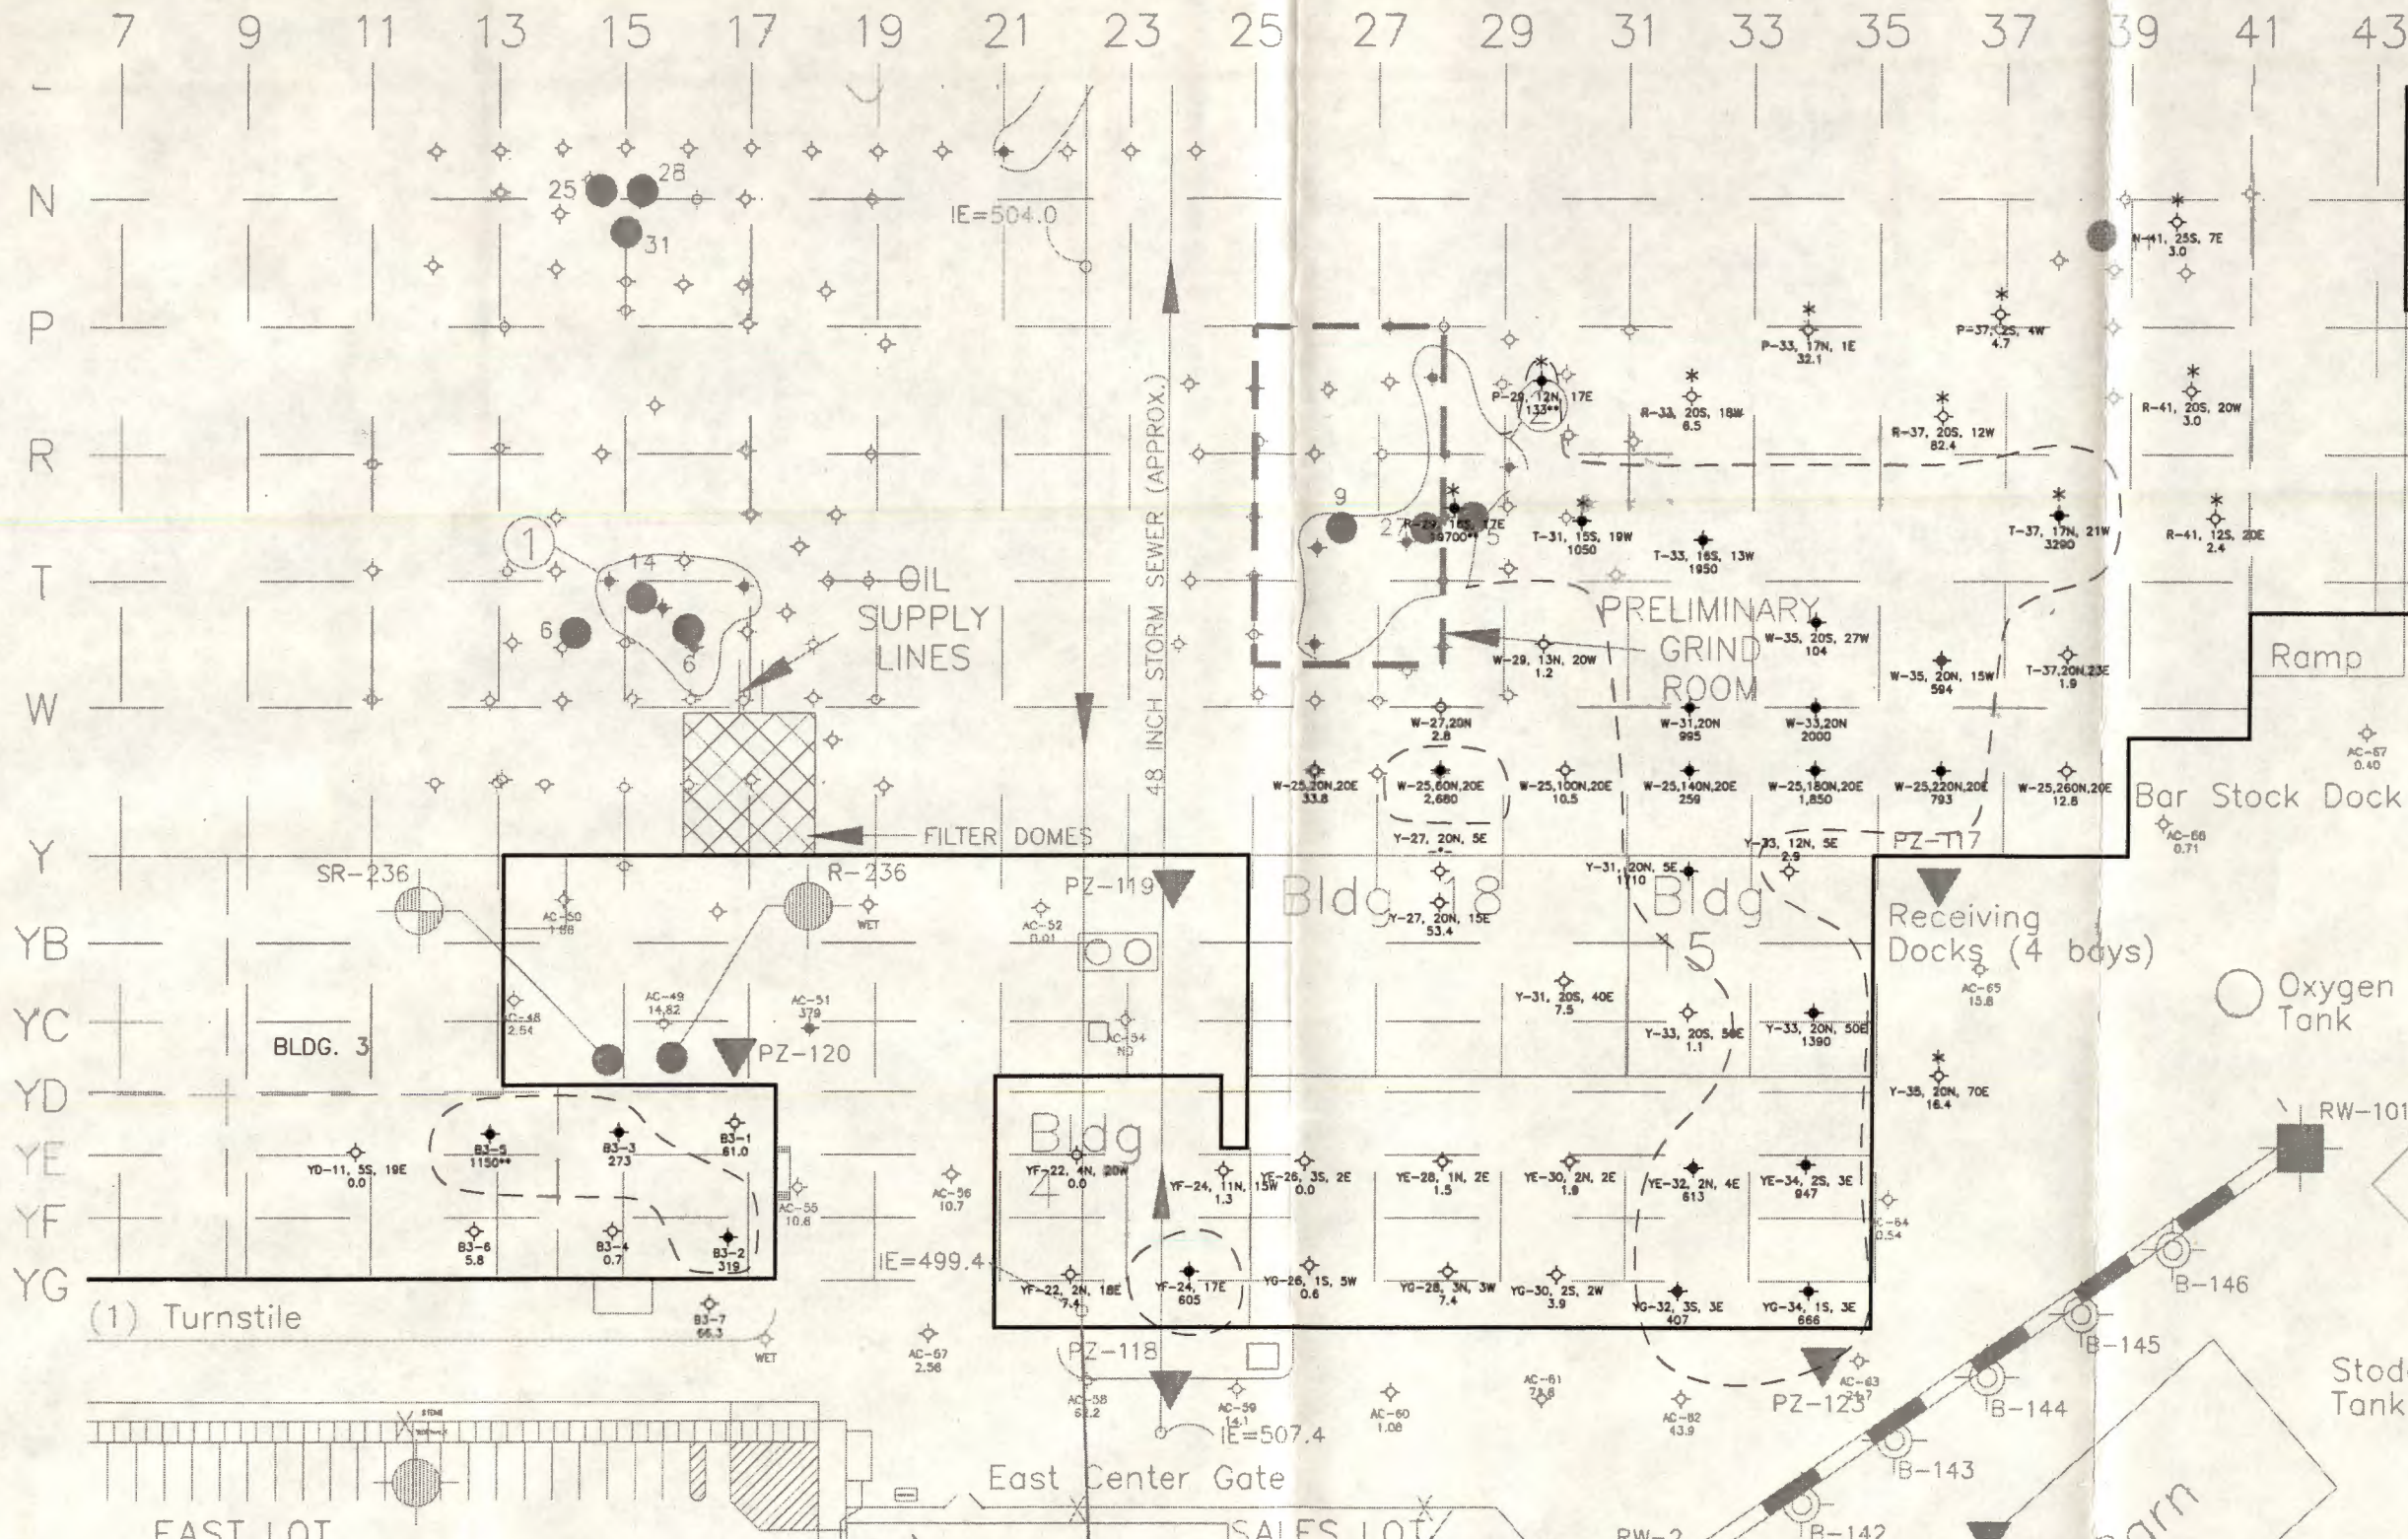 7 9 11 13 15 17 19 21 23 25 27 29 31 33 35 37 39 41 43
N
25
28
31
IE=504.0
N-41, 25S, 7E
3.0
P
P-33, 17N, 1E
32.1
P-37, 2S, 4W
4.7
P-29, 12N, 17E
133**
2
R-33, 20S, 18W
6.5
R-37, 20S, 12W
82.4
R-41, 20S, 20W
3.0
R
48 INCH STORM SEWER (APPROX.)
9
27
R-29, 16S, 17E
5
T-31, 15S, 19W
1050
T-33, 16S, 13W
1950
T-37, 17N, 21W
3290
R-41, 12S, 20E
2.4
1
14
T
6
6
OIL
SUPPLY
LINES
PRELIMINARY
GRIND
ROOM
W-35, 20S, 27W
104
W-29, 13N, 20W
1.2
W-35, 20N, 15W
594
T-37,20N,23E
1.9
Ramp
W
W-27,20N
2.8
W-31,20N
995
W-33,20N
2000
AC-67
0.40
W-25,20N,20E
33.8
W-25,60N,20E
2,680
W-25,100N,20E
10.5
W-25,140N,20E
259
W-25,180N,20E
1,850
W-25,220N,20E
793
W-25,260N,20E
12.8
Bar Stock Dock
FILTER DOMES
Y-27, 20N, 5E
Y-33, 12N, 5E
2.9
PZ-117
AC-66
0.71
Y
SR-236
R-236
PZ-119
Y-31, 20N, 5E
1710
Bldg 18
Bldg
15
AC-50
1.68
WET
AC-52
0.01
Y-27, 20N, 15E
53.4
Receiving
Docks (4 bays)
YB
AC-65
15.8
Oxygen
Tank
AC-48
2.54
AC-49
14.82
AC-51
379
Y-31, 20S, 40E
7.5
YC
BLDG. 3
AC-54
ND
Y-33, 20S, 50E
1.1
Y-33, 20N, 50E
1390
PZ-120
YD
Y-35, 20N, 70E
16.4
RW-101
Bldg
4
YE
YD-11, 5S, 19E
0.0
B3-5
1150**
B3-3
273
B3-1
61.0
YF-22, 4N, 20W
0.0
YF-24, 11N, 15W
1.3
YE-26, 3S, 2E
0.0
YE-28, 1N, 2E
1.5
YE-30, 2N, 2E
1.9
YE-32, 2N, 4E
613
YE-34, 2S, 3E
947
AC-56
10.7
AC-55
10.8
YF
AC-64
0.54
B3-6
5.8
B3-4
0.7
B3-2
319
IE=499.4
B-146
YG
YF-22, 2N, 18E
7.4
YF-24, 17E
605
YG-26, 1S, 5W
0.6
YG-28, 3N, 3W
7.4
YG-30, 2S, 2W
3.9
YG-32, 3S, 3E
407
YG-34, 1S, 3E
666
(1) Turnstile
B3-7
66.3
WET
AC-57
2.56
PZ-118
B-145
AC-58
AC-59
14.1
AC-60
1.08
AC-61
AC-62
43.9
PZ-123
AC-63
IE=507.4
B-144
Tank
B-143
East Center Gate
EAST LOT
SALES LOT
RW-2
B-142